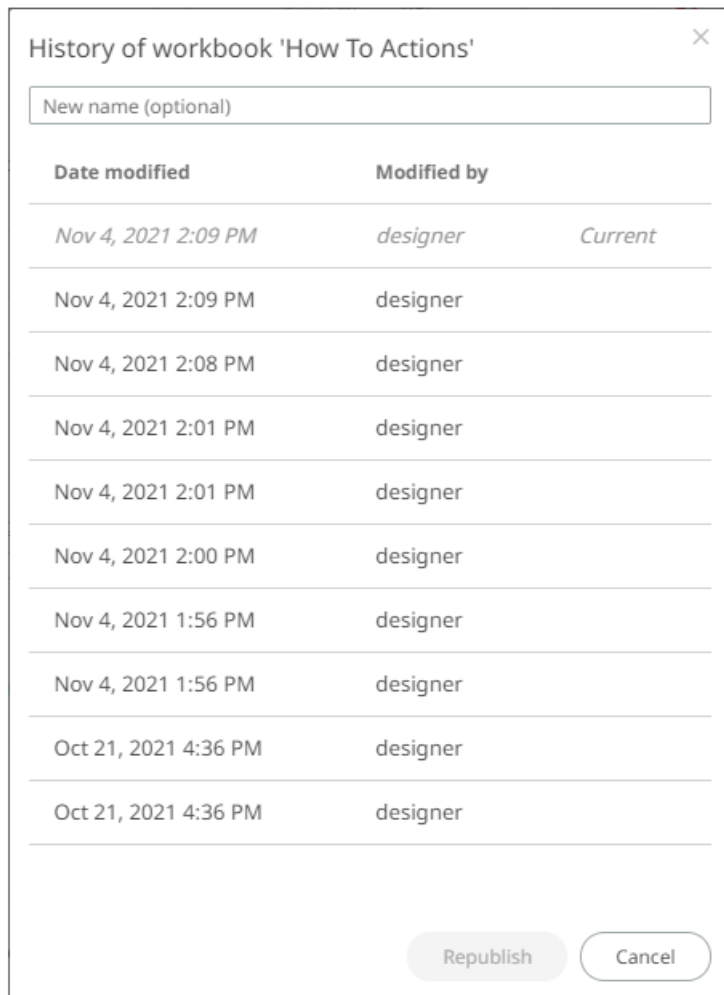 History of workbook 'How To Actions'
New name (optional)
Date modified Modified by
Nov 4, 2021 2:09 PM designer Current
Nov 4, 2021 2:09 PM designer
Nov 4, 2021 2:08 PM designer
Nov 4, 2021 2:01 PM designer
Nov 4, 2021 2:01 PM designer
Nov 4, 2021 2:00 PM designer
Nov 4, 2021 1:56 PM designer
Nov 4, 2021 1:56 PM designer
Oct 21, 2021 4:36 PM designer
Oct 21, 2021 4:36 PM designer
Republish Cancel